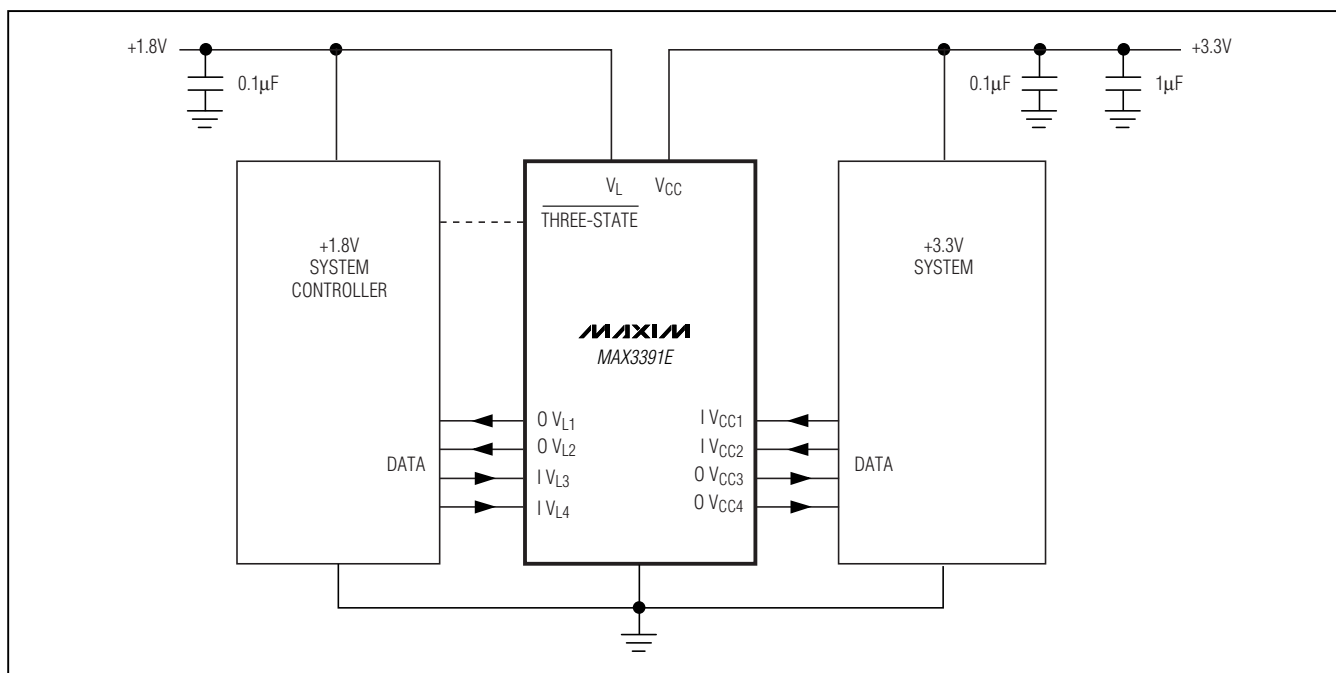 +1.8V
+3.3V
0.1µF
0.1µF
1µF
VL
VCC
THREE-STATE
+1.8V
SYSTEM
CONTROLLER
+3.3V
SYSTEM
MAXIM
MAX3391E
O VL1
O VL2
DATA
I VL3
I VL4
I VCC1
I VCC2
DATA
O VCC3
O VCC4